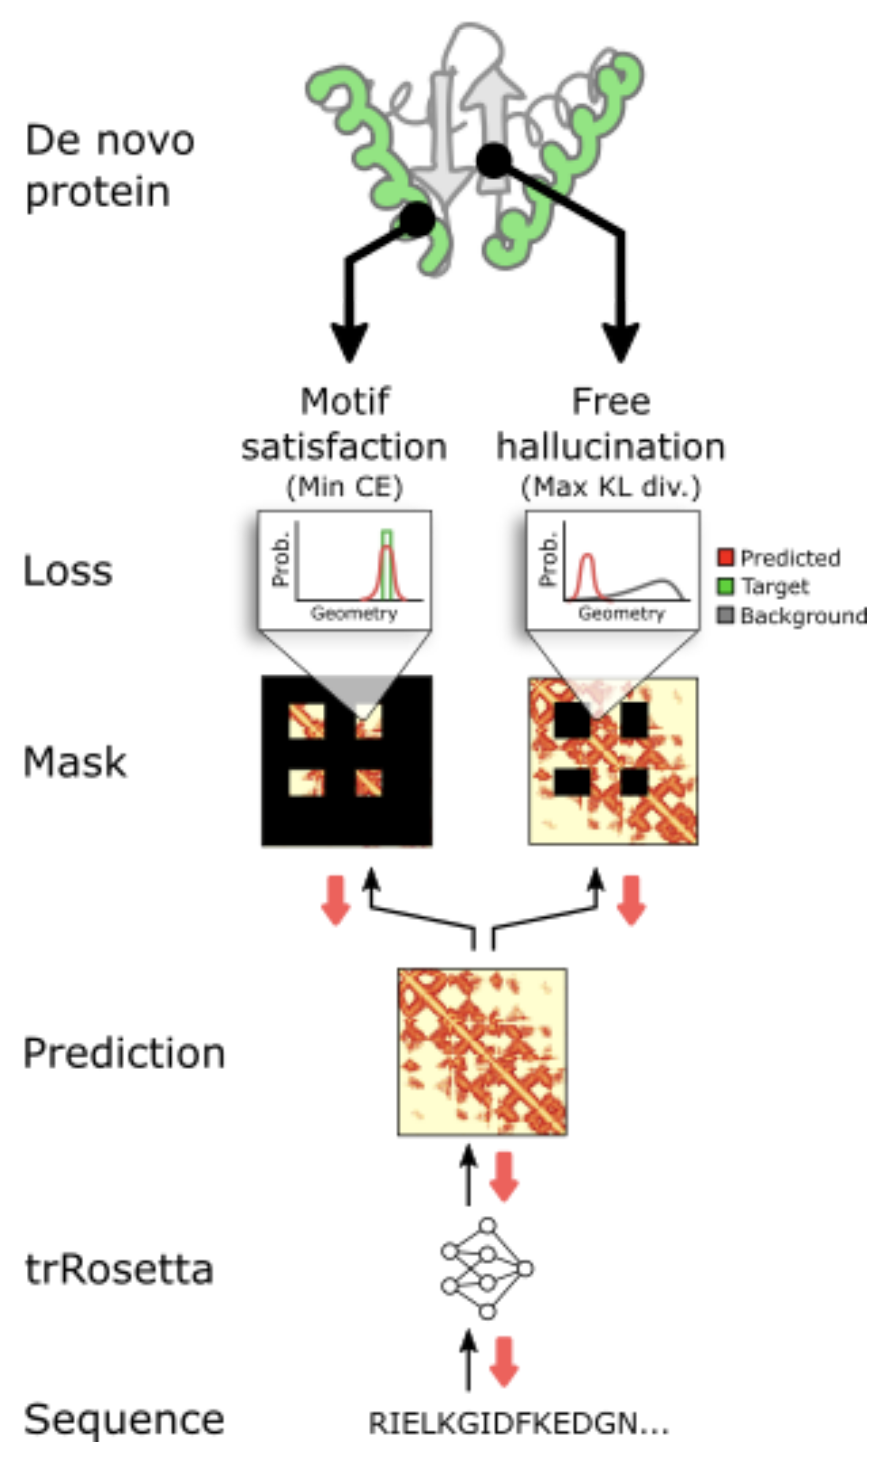 De novo
protein
Motif
satisfaction
(Min CE)
Free
hallucination
(Max KL div.)
Loss
Prob.
Geometry
Prob.
Geometry
Predicted
Target
Background
Mask
Prediction
trRosetta
Sequence
RIELKGIDFKEDGN...